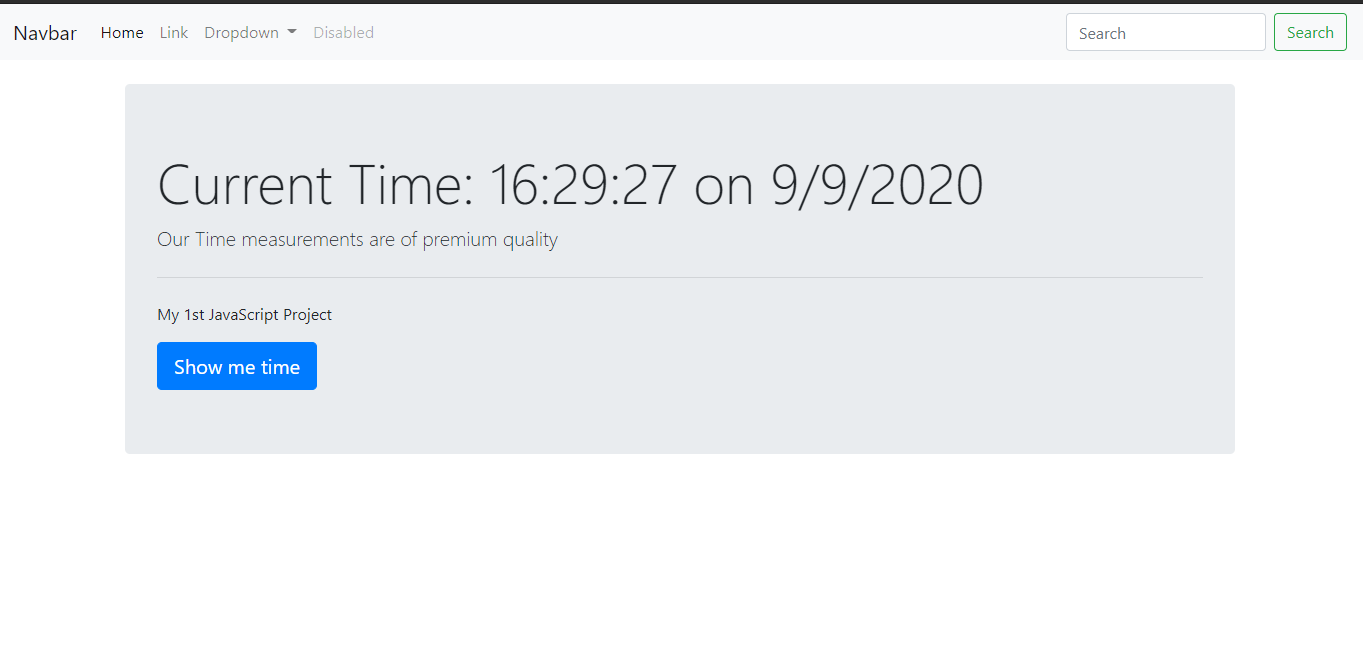 Navbar Home Link Dropdown Disabled Search Search
Current Time: 16:29:27 on 9/9/2020
Our Time measurements are of premium quality
My 1st JavaScript Project
Show me time